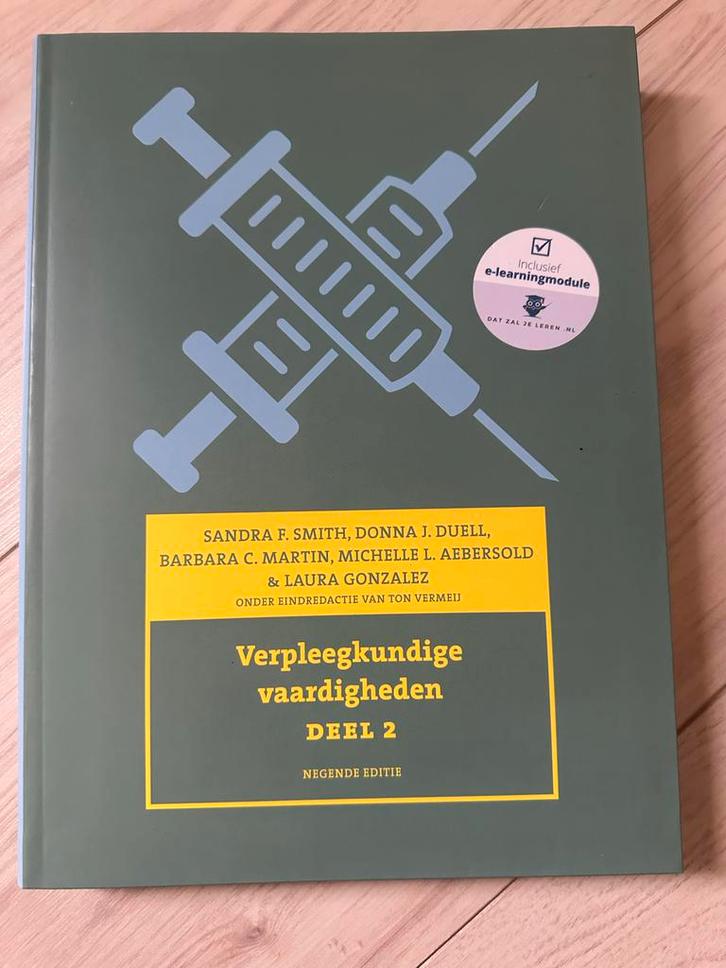 Inclusief
e-learningmodule
DAT ZAL JE LEREN .NL
SANDRA F. SMITH, DONNA J. DUELL,
BARBARA C. MARTIN, MICHELLE L. AEBERSOLD
& LAURA GONZALEZ
ONDER EINDREDACTIE VAN TON VERMEIJ
Verpleegkundige
vaardigheden
DEEL 2
NEGENDE EDITIE